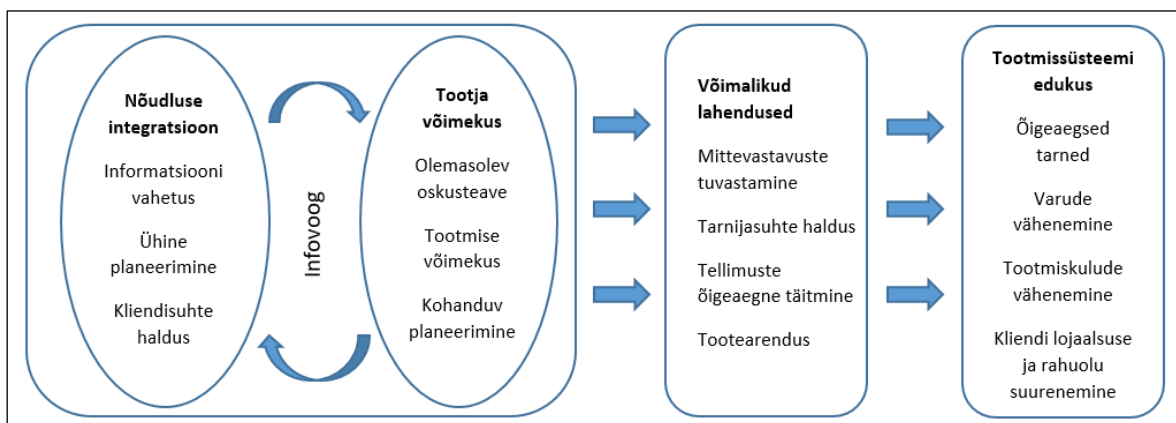 Nõudluse
integratsioon
Informatsiooni
vahetus
Ühine
planeerimine
Kliendisuhte
haldus
Infovoog
Tootja
võimekus
Olemasolev
oskusteave
Tootmise
võimekus
Kohanduv
planeerimine
Võimalikud
lahendused
Mittevastavuste
tuvastamine
Tarnijasuhte haldus
Tellimuste
õigeaegne täitmine
Tootearendus
Tootmissüsteemi
edukus
Õigeaegsed
tarned
Varude
vähenemine
Tootmiskulude
vähenemine
Kliendi lojaalsuse
ja rahuolu
suurenemine